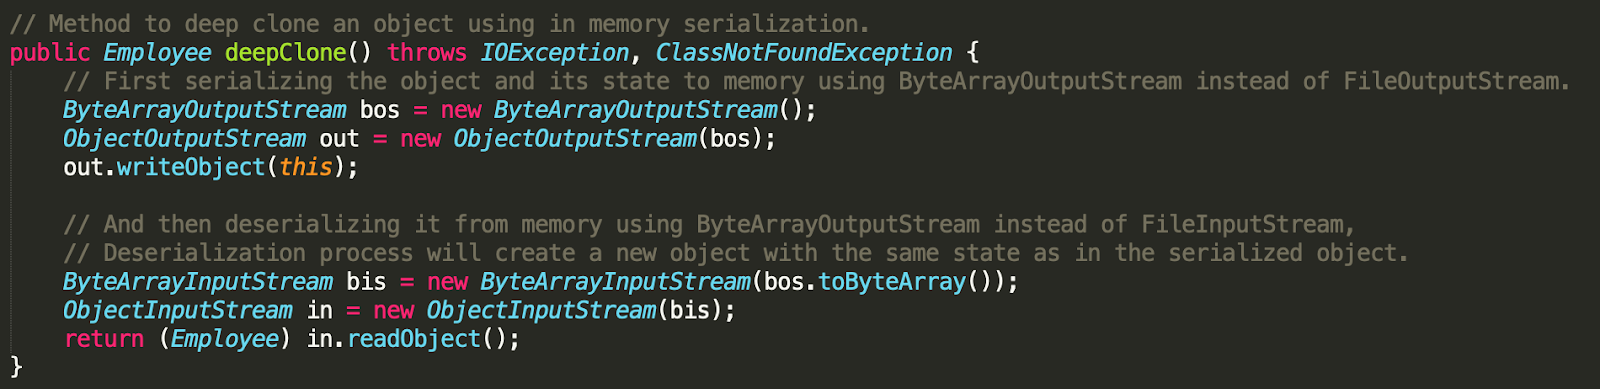 // Method to deep clone an object using in memory serialization.
public Employee deepClone() throws IOException, ClassNotFoundException {
    // First serializing the object and its state to memory using ByteArrayOutputStream instead of FileOutputStream.
    ByteArrayOutputStream bos = new ByteArrayOutputStream();
    ObjectOutputStream out = new ObjectOutputStream(bos);
    out.writeObject(this);

    // And then deserializing it from memory using ByteArrayOutputStream instead of FileInputStream,
    // Deserialization process will create a new object with the same state as in the serialized object.
    ByteArrayInputStream bis = new ByteArrayInputStream(bos.toByteArray());
    ObjectInputStream in = new ObjectInputStream(bis);
    return (Employee) in.readObject();
}